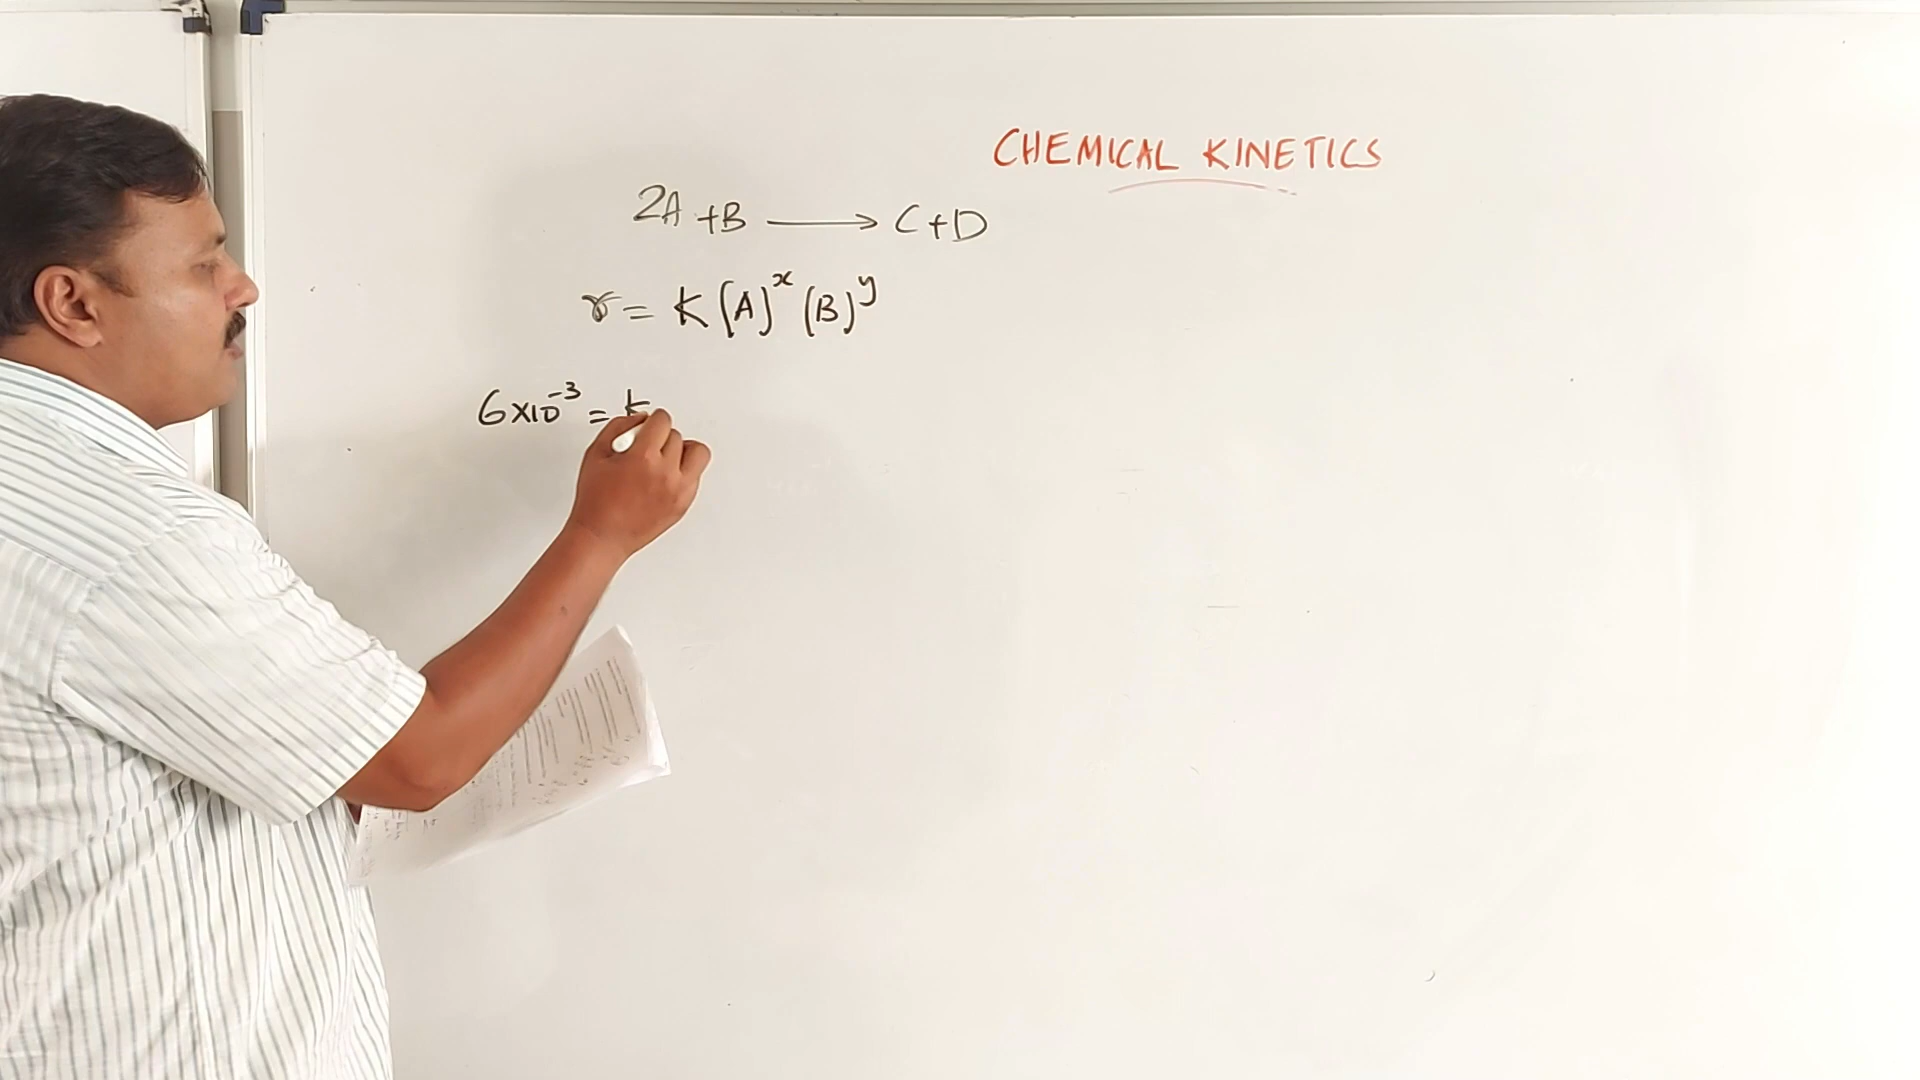 CHEMICAL KINETICS
2A + B ⟶ C + D
r = K (A)^x (B)^y
6×10^-3 = K